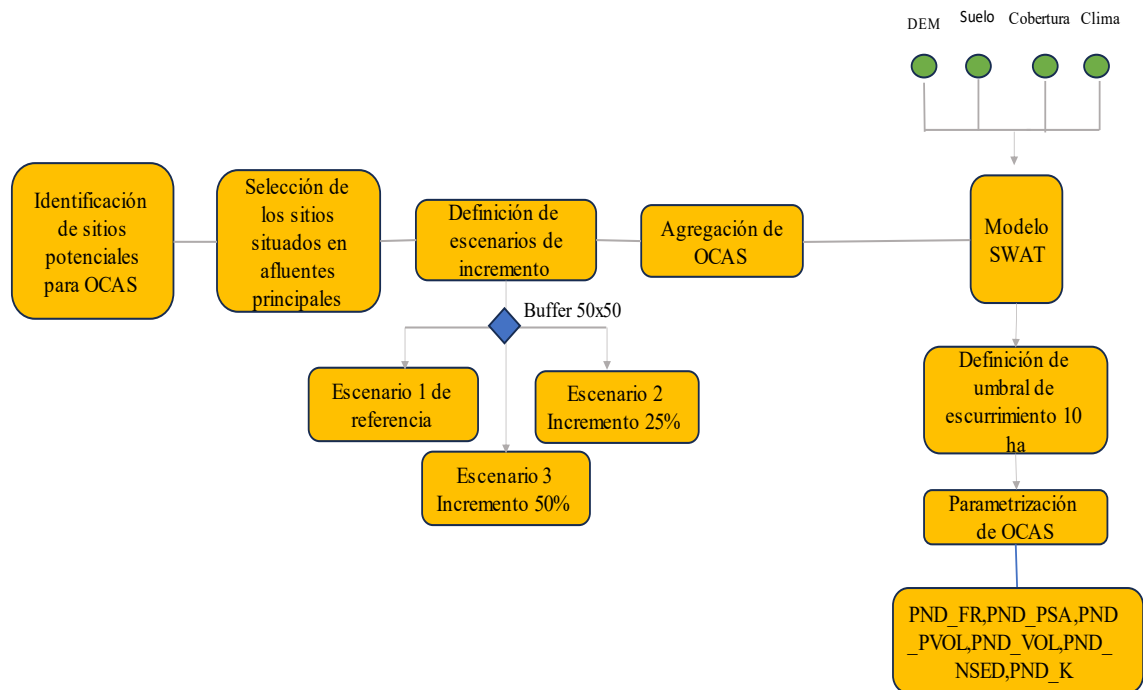 DEM
Suelo
Cobertura
Clima
Identificación
de sitios
potenciales
para OCAS
Selección de
los sitios
situados en
afluentes
principales
Definición de
escenarios de
incremento
Agregación de
OCAS
Modelo
SWAT
Buffer 50x50
Escenario 1 de
referencia
Escenario 2
Incremento 25%
Escenario 3
Incremento 50%
Definición de
umbral de
escurrimiento 10
ha
Parametrización
de OCAS
PND_FR,PND_PSA,PND
_PVOL,PND_VOL,PND_
NSED,PND_K